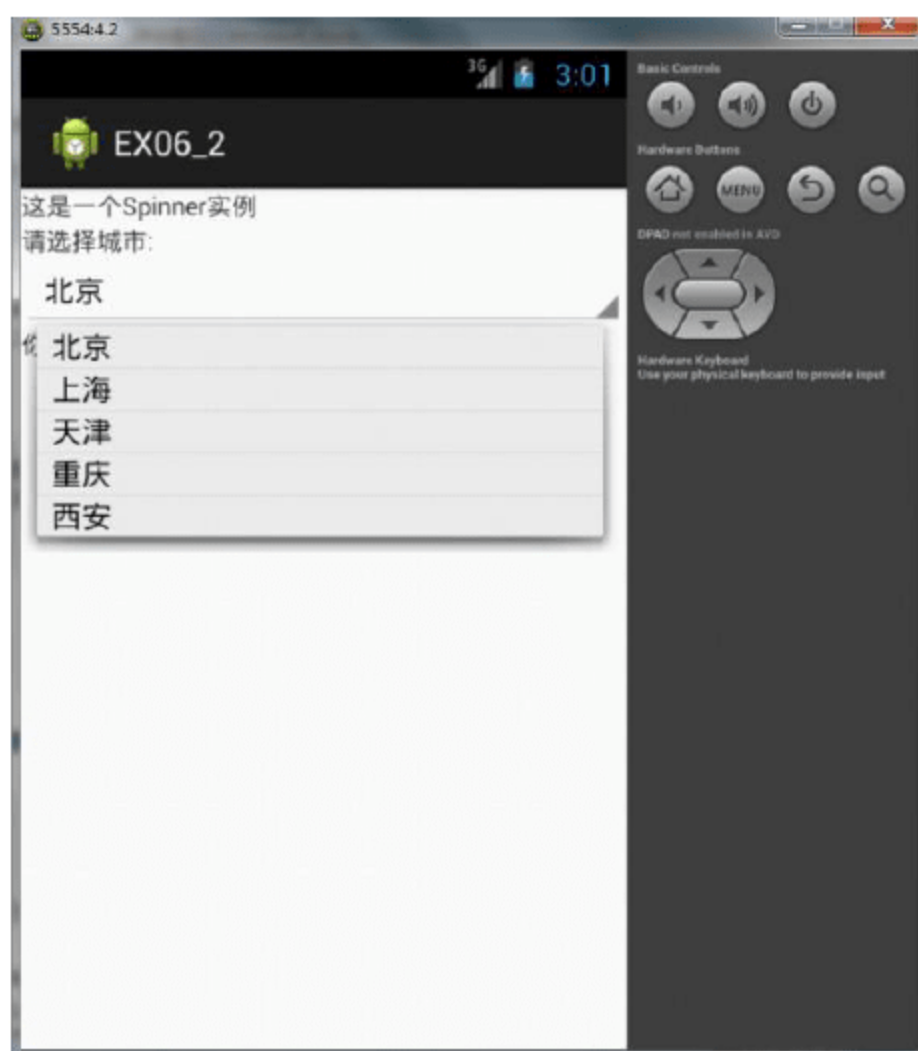 5554:4.2
3G 3:01
EX06_2
这是一个Spinner实例
请选择城市:
北京
北京
上海
天津
重庆
西安
Basic Controls
Hardware Buttons
MENU
DPAD not enabled in AVD
Hardware Keyboard
Use your physical keyboard to provide input